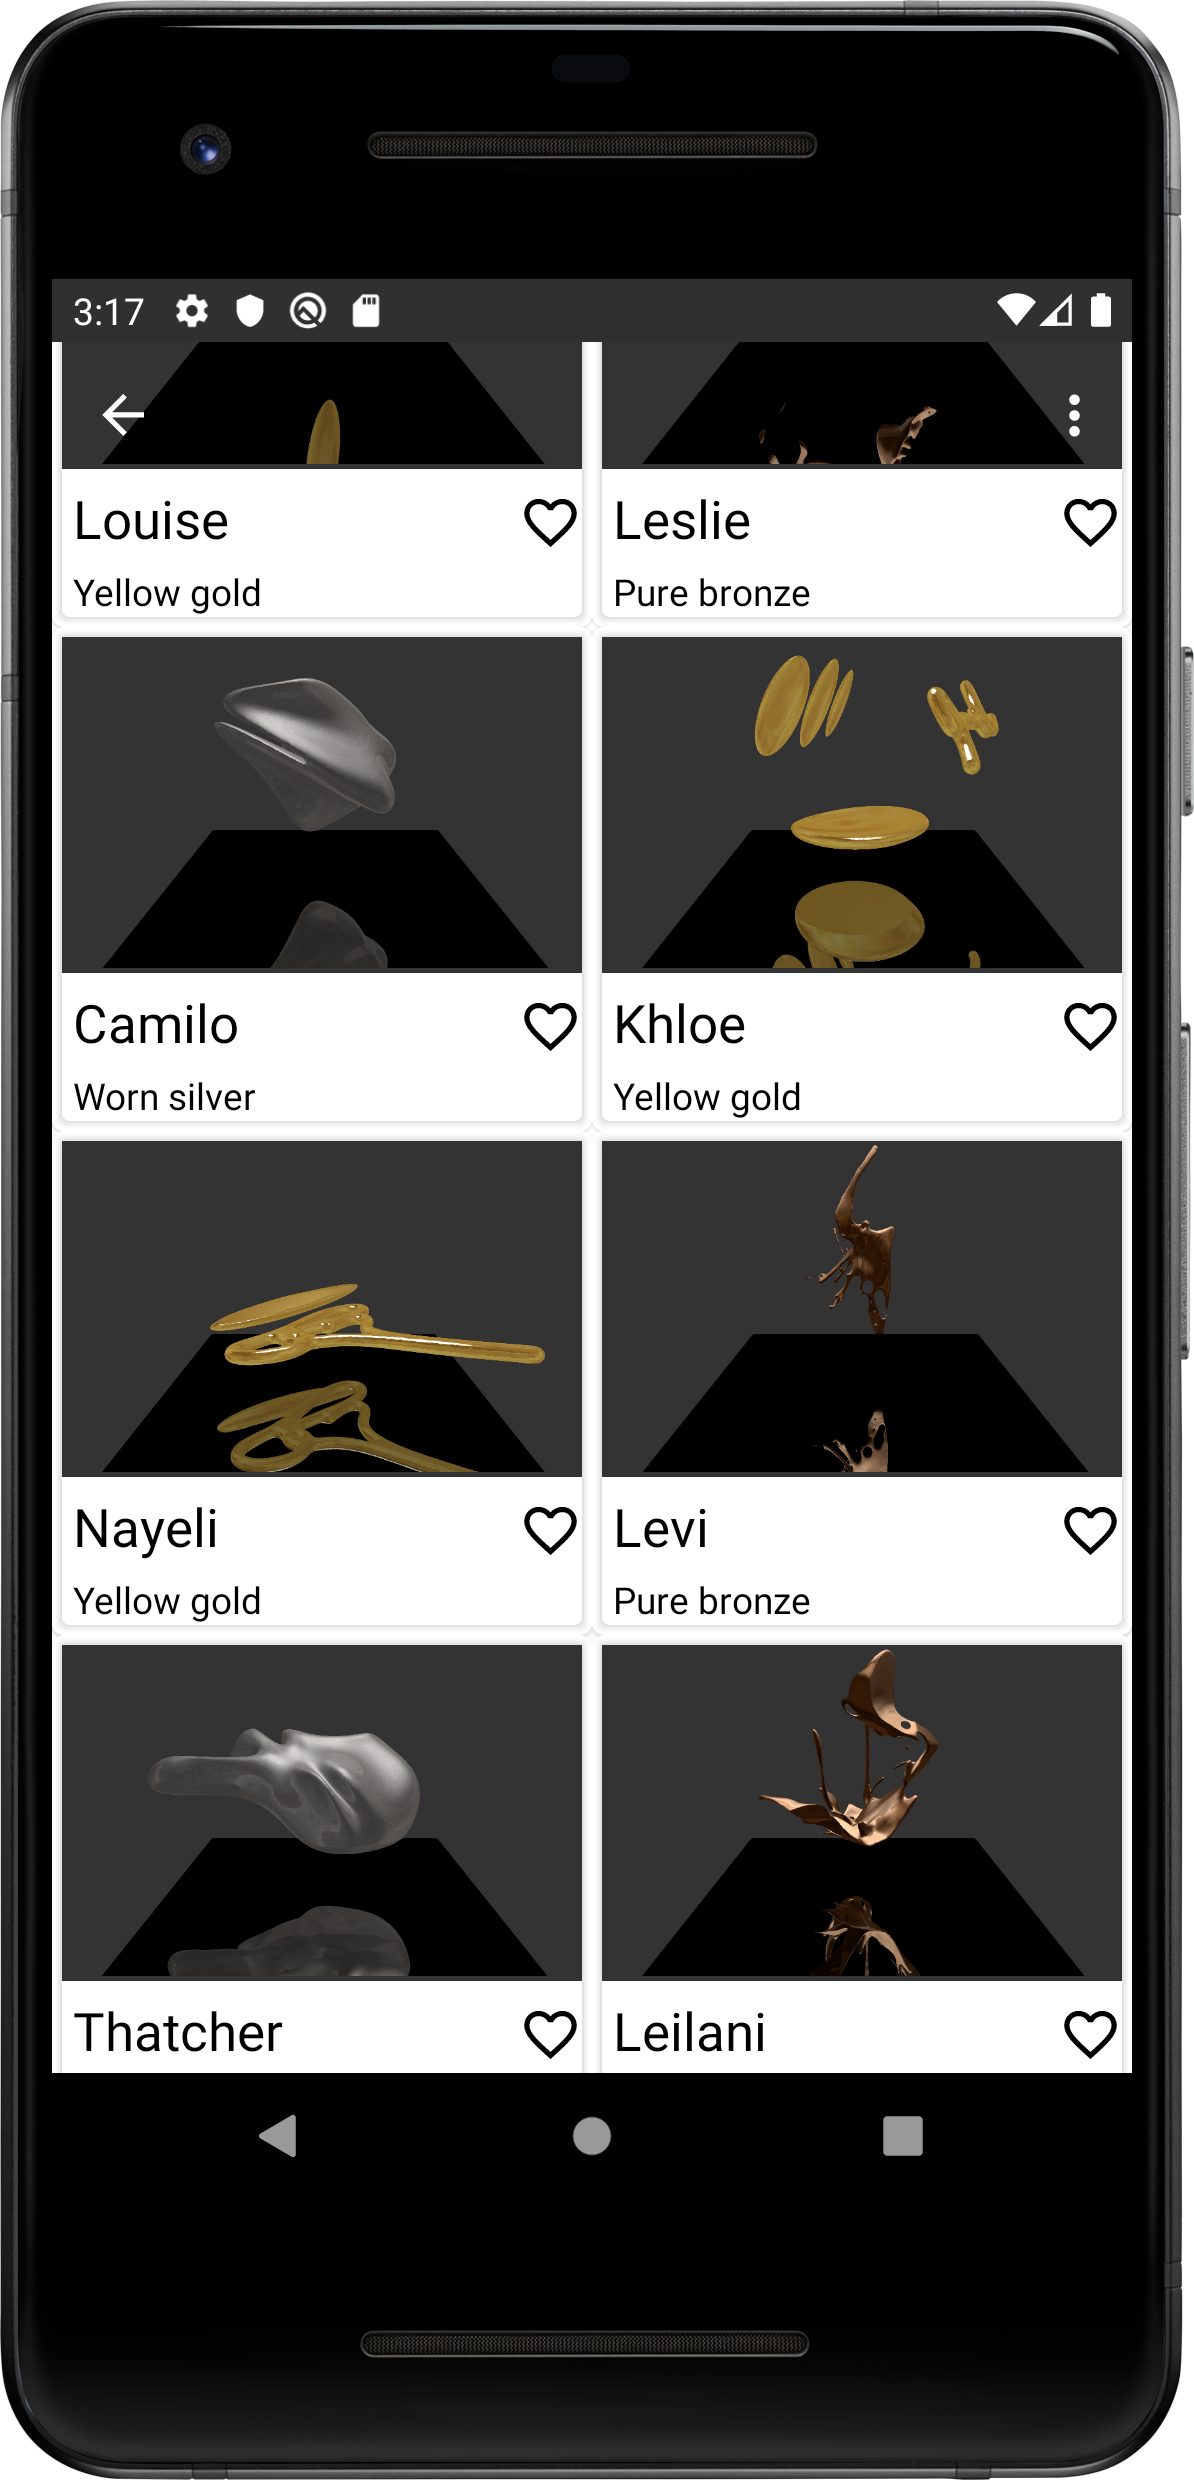 3:17
Louise
Yellow gold
Leslie
Pure bronze
Camilo
Worn silver
Khloe
Yellow gold
Nayeli
Yellow gold
Levi
Pure bronze
Thatcher
Leilani